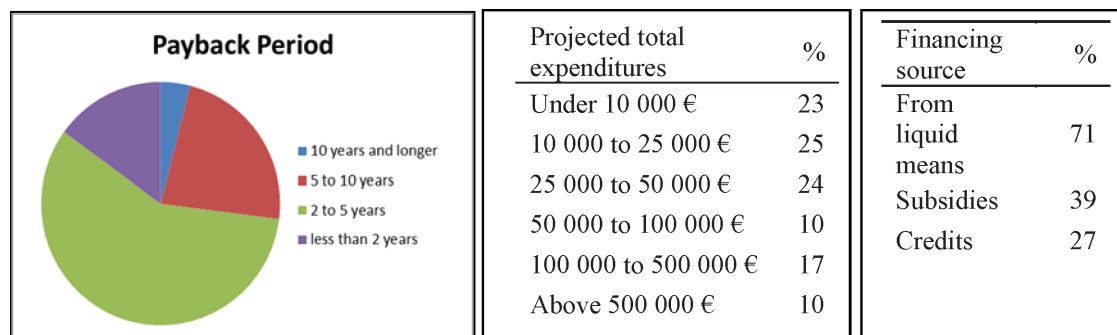 Payback Period
10 years and longer
5 to 10 years
2 to 5 years
less than 2 years
Projected total
expenditures %
Under 10 000 € 23
10 000 to 25 000 € 25
25 000 to 50 000 € 24
50 000 to 100 000 € 10
100 000 to 500 000 € 17
Above 500 000 € 10
Financing
source %
From
liquid 71
means
Subsidies 39
Credits 27